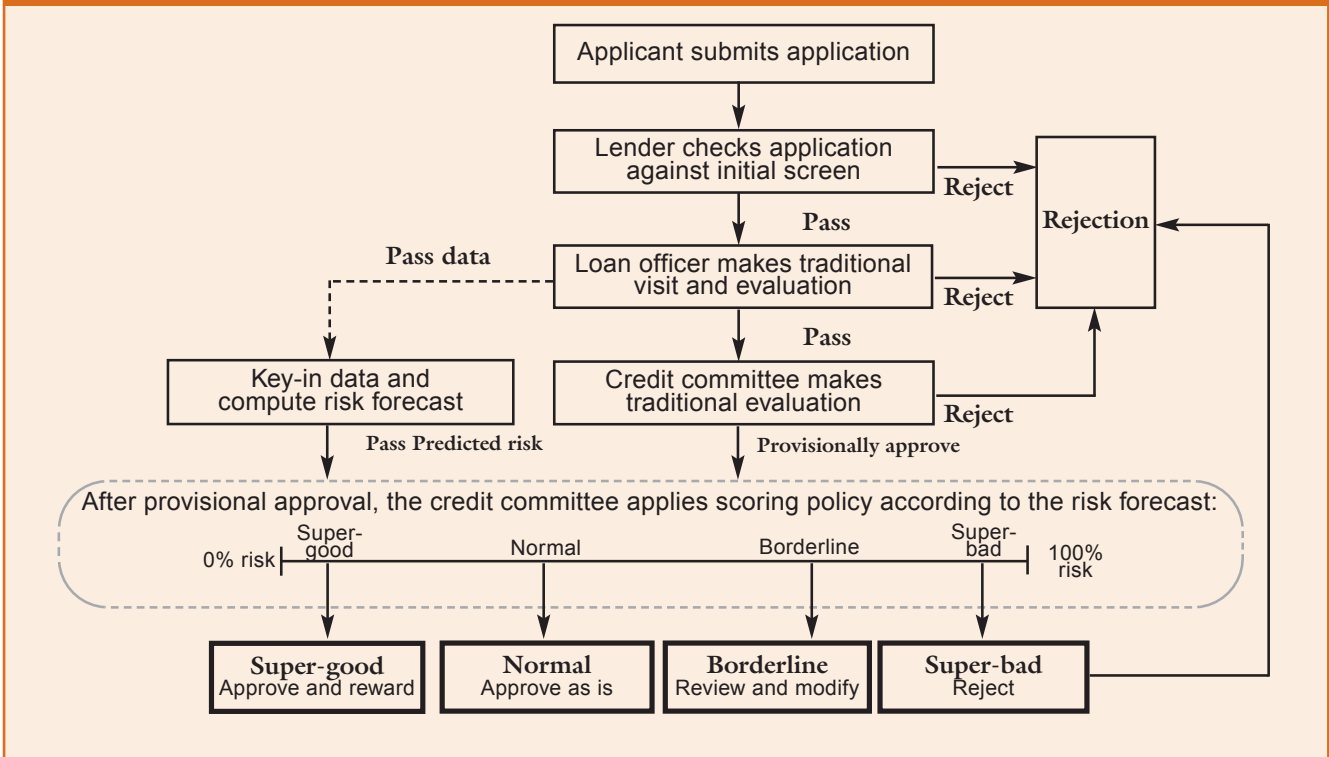 Applicant submits application
Lender checks application
against initial screen
Reject
Rejection
Pass
Pass data
Loan officer makes traditional
visit and evaluation
Reject
Pass
Key-in data and
compute risk forecast
Credit committee makes
traditional evaluation
Reject
Pass Predicted risk
Provisionally approve
After provisional approval, the credit committee applies scoring policy according to the risk forecast:
0% risk
Super-
good
Normal
Borderline
Super-
bad
100%
risk
Super-good
Approve and reward
Normal
Approve as is
Borderline
Review and modify
Super-bad
Reject